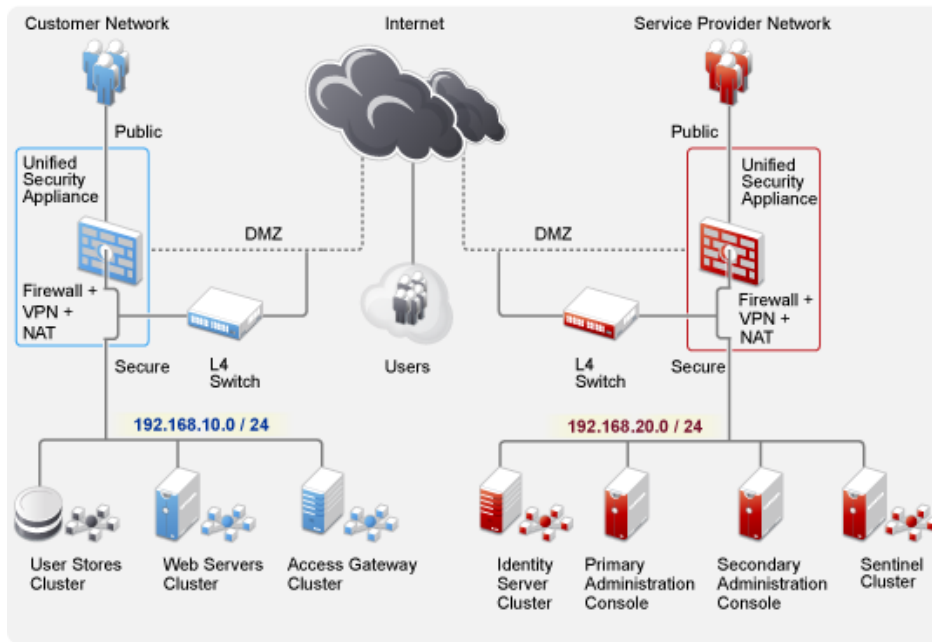 Customer Network
Internet
Service Provider Network
Public
Public
Unified
Security
Appliance
Unified
Security
Appliance
DMZ
DMZ
Firewall +
VPN +
NAT
Firewall +
VPN +
NAT
Secure
L4
Switch
Users
L4
Switch
Secure
192.168.10.0 / 24
192.168.20.0 / 24
User Stores
Cluster
Web Servers
Cluster
Access Gateway
Cluster
Identity
Server
Cluster
Primary
Administration
Console
Secondary
Administration
Console
Sentinel
Cluster